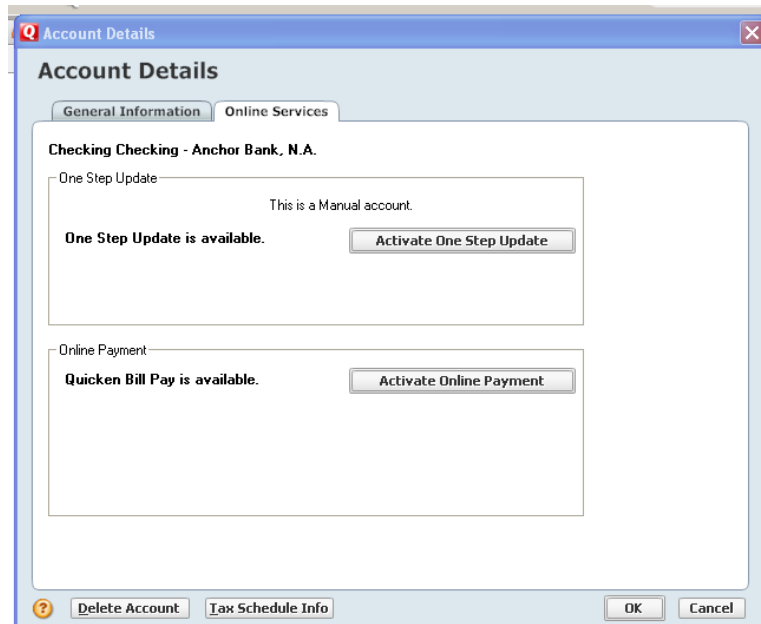 Account Details
Account Details
General Information Online Services
Checking Checking - Anchor Bank, N.A.
One Step Update
This is a Manual account.
One Step Update is available. Activate One Step Update
Online Payment
Quicken Bill Pay is available. Activate Online Payment
Delete Account Tax Schedule Info OK Cancel